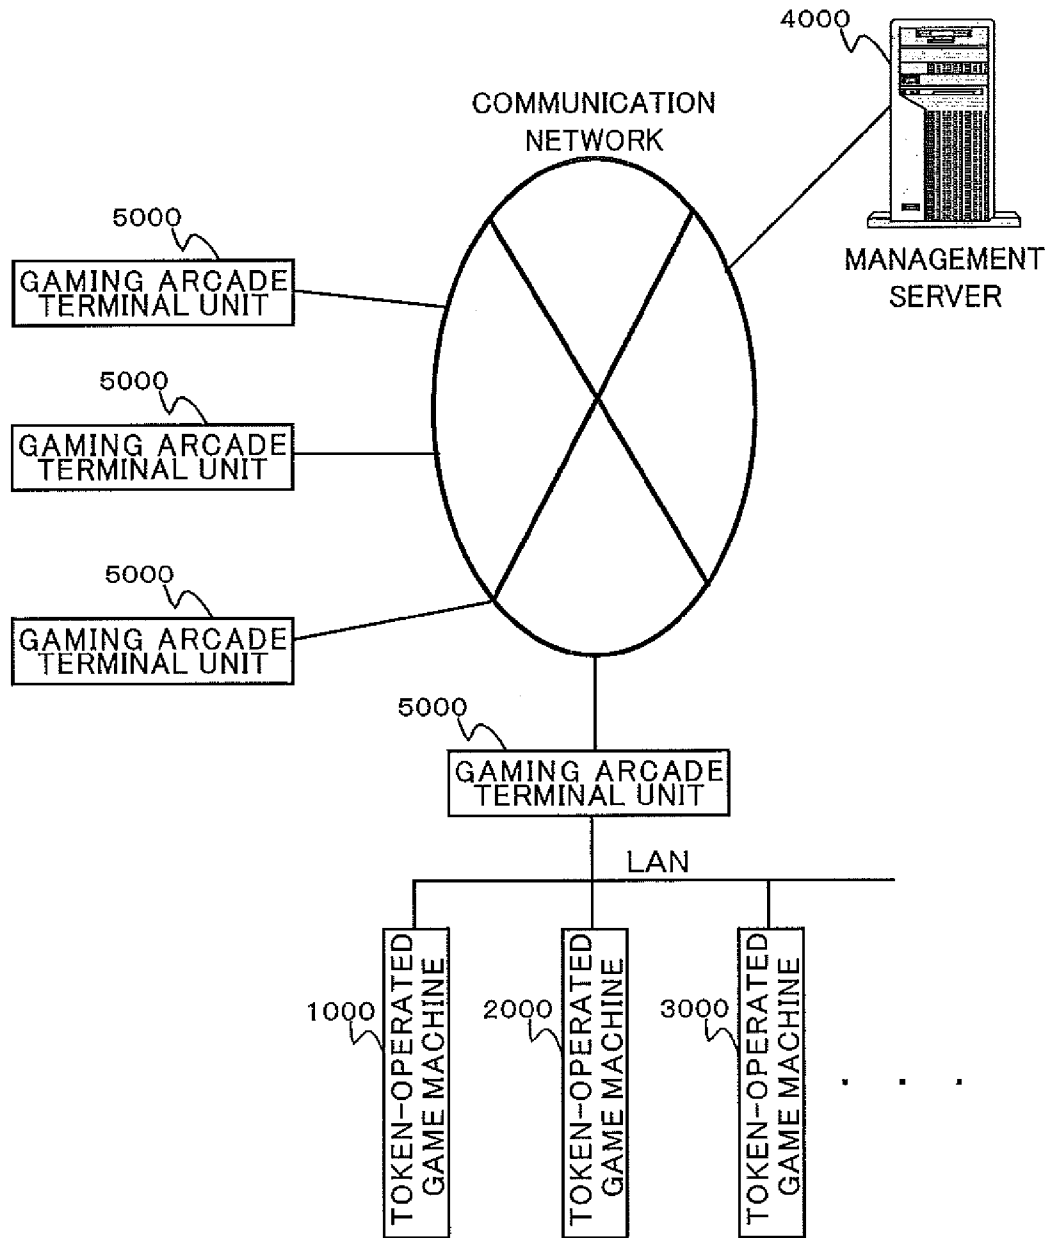 4000
COMMUNICATION
NETWORK
5000
GAMING ARCADE
TERMINAL UNIT
MANAGEMENT
SERVER
5000
GAMING ARCADE
TERMINAL UNIT
5000
GAMING ARCADE
TERMINAL UNIT
5000
GAMING ARCADE
TERMINAL UNIT
LAN
1000
TOKEN-OPERATED
GAME MACHINE
2000
TOKEN-OPERATED
GAME MACHINE
3000
TOKEN-OPERATED
GAME MACHINE
. . .